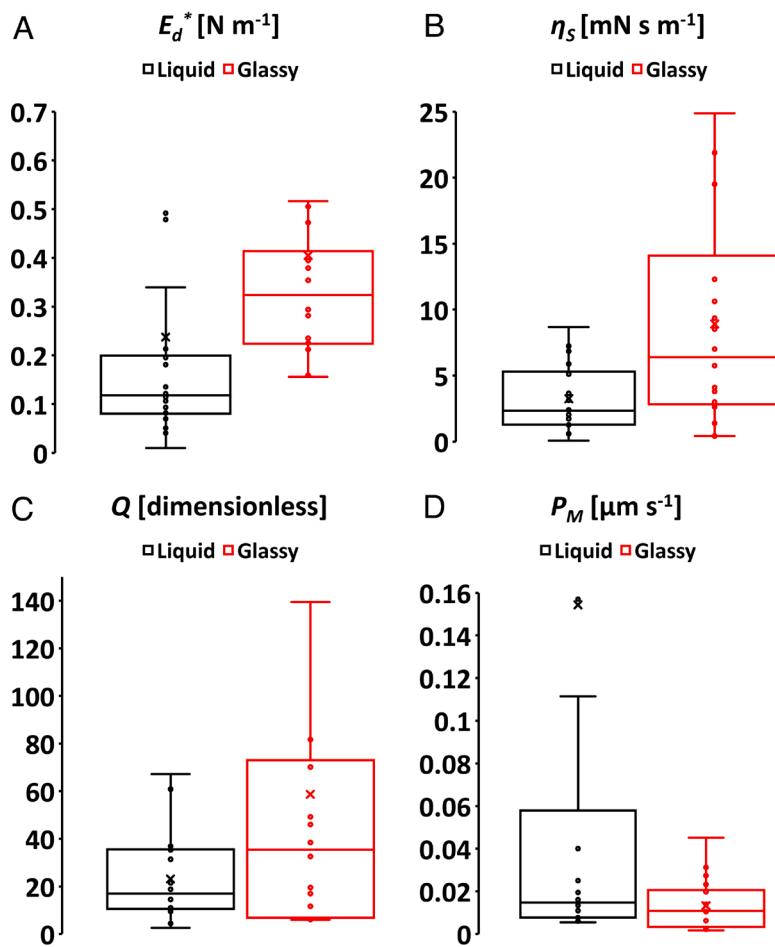 A
E_d* [N m⁻¹]
Liquid Glassy
0.7
0.6
0.5
0.4
0.3
0.2
0.1
0
B
η_S [mN s m⁻¹]
Liquid Glassy
25
20
15
10
5
0
C
Q [dimensionless]
Liquid Glassy
140
120
100
80
60
40
20
0
D
P_M [µm s⁻¹]
Liquid Glassy
0.16
0.14
0.12
0.1
0.08
0.06
0.04
0.02
0